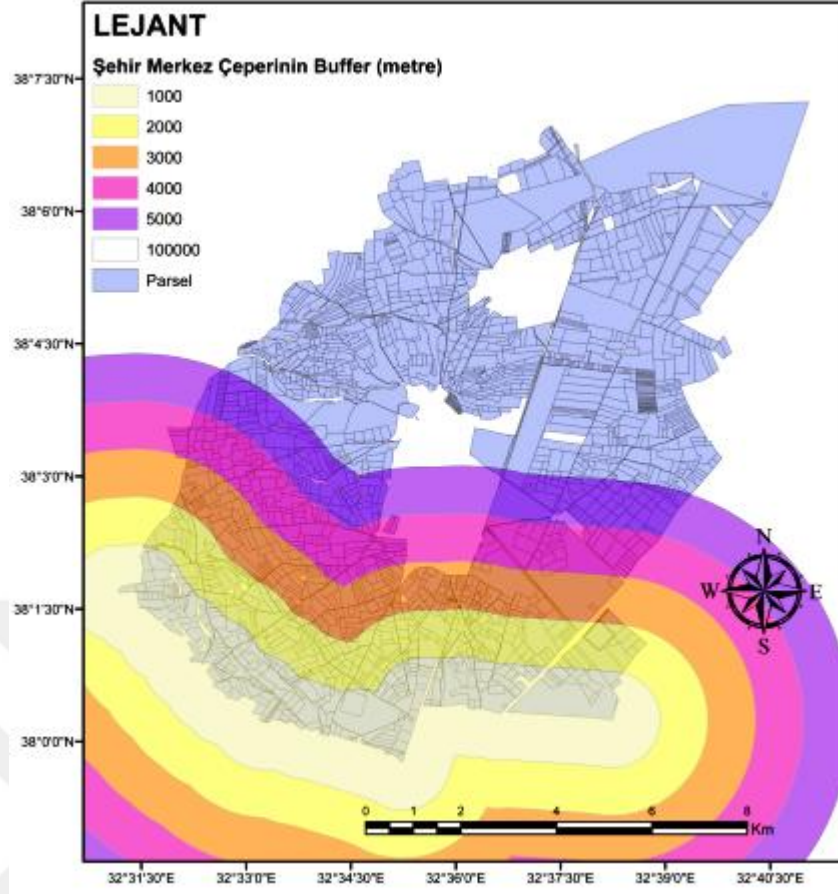 LEJANT
Şehir Merkez Çeperinin Buffer (metre)
1000
2000
3000
4000
5000
100000
Parsel
38°7'30"N
38°6'0"N
38°4'30"N
38°3'0"N
38°1'30"N
38°0'0"N
N
W E
S
0 1 2 4 6 8
Km
32°31'30"E 32°33'0"E 32°34'30"E 32°36'0"E 32°37'30"E 32°39'0"E 32°40'30"E